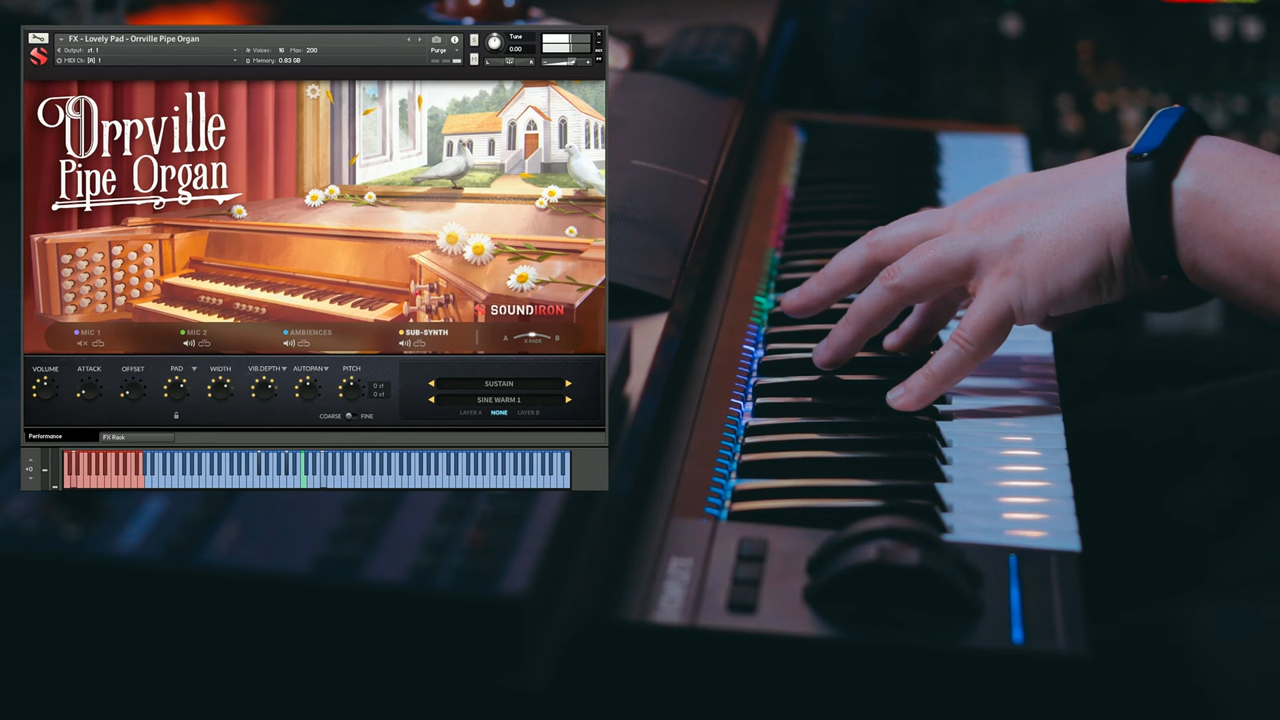 FX - Lovely Pad - Orrville Pipe Organ
Output: st. 1
Voices: 16 Max: 200
Purge
MIDI Ch: [A] 1
Memory: 0.83 GB
S
M
Tune
0.00
L R
Orrville
Pipe Organ
SOUNDIRON
MIC 1
MIC 2
AMBIENCES
SUB-SYNTH
A X-FADE B
VOLUME ATTACK OFFSET PAD WIDTH VIB.DEPTH AUTOPAN PITCH
0 st
0 st
COARSE FINE
SUSTAIN
SINE WARM 1
LAYER A NONE LAYER B
Performance
FX Rack
+0